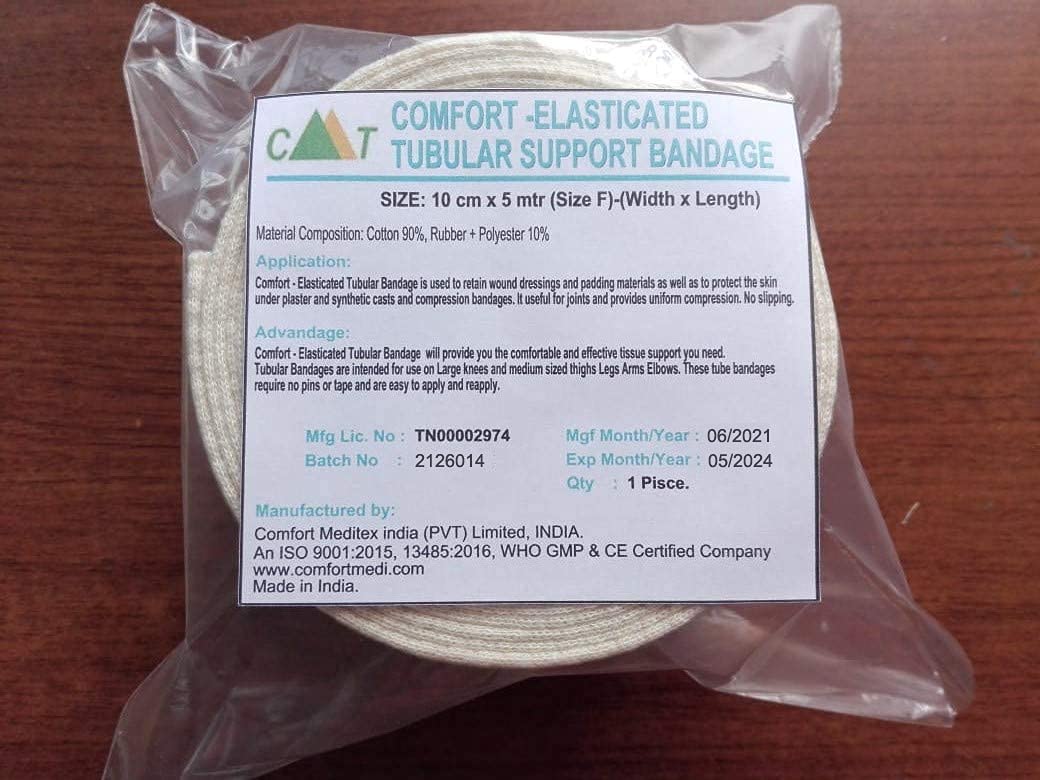 CMT
COMFORT -ELASTICATED
TUBULAR SUPPORT BANDAGE
SIZE: 10 cm x 5 mtr (Size F)-(Width x Length)
Material Composition: Cotton 90%, Rubber + Polyester 10%
Application:
Comfort - Elasticated Tubular Bandage is used to retain wound dressings and padding materials as well as to protect the skin
under plaster and synthetic casts and compression bandages. It useful for joints and provides uniform compression. No slipping.
Advandage:
Comfort - Elasticated Tubular Bandage will provide you the comfortable and effective tissue support you need.
Tubular Bandages are intended for use on Large knees and medium sized thighs Legs Arms Elbows. These tube bandages
require no pins or tape and are easy to apply and reapply.
Mfg Lic. No : TN00002974
Batch No : 2126014
Mgf Month/Year : 06/2021
Exp Month/Year : 05/2024
Qty : 1 Pisce.
Manufactured by:
Comfort Meditex india (PVT) Limited, INDIA.
An ISO 9001:2015, 13485:2016, WHO GMP & CE Certified Company
www.comfortmedi.com
Made in India.